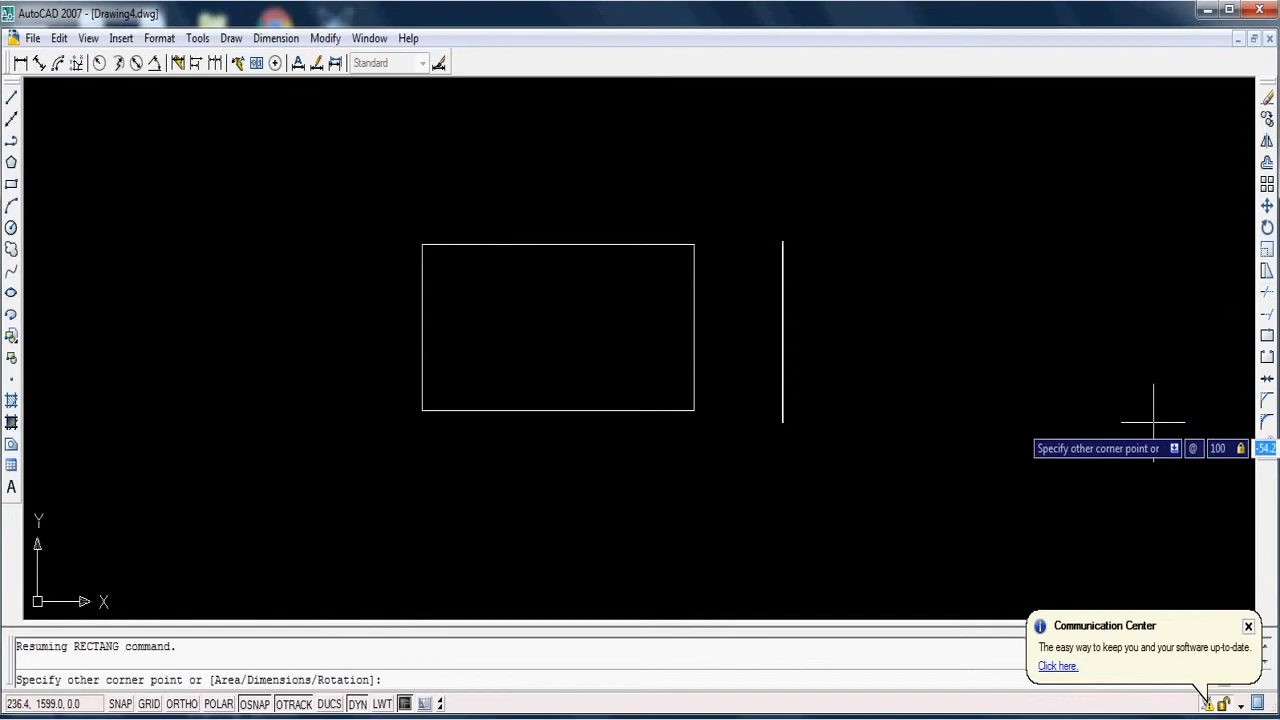 AutoCAD 2007 - [Drawing4.dwg]
File Edit View Insert Format Tools Draw Dimension Modify Window Help
Standard
A
Specify other corner point or @ 100 -54.2
Y
X
Communication Center
The easy way to keep you and your software up-to-date.
Click here.
Resuming RECTANG command.
Specify other corner point or [Area/Dimensions/Rotation]:
236.4, 1599.0, 0.0 SNAP GRID ORTHO POLAR OSNAP OTRACK DUCS DYN LWT